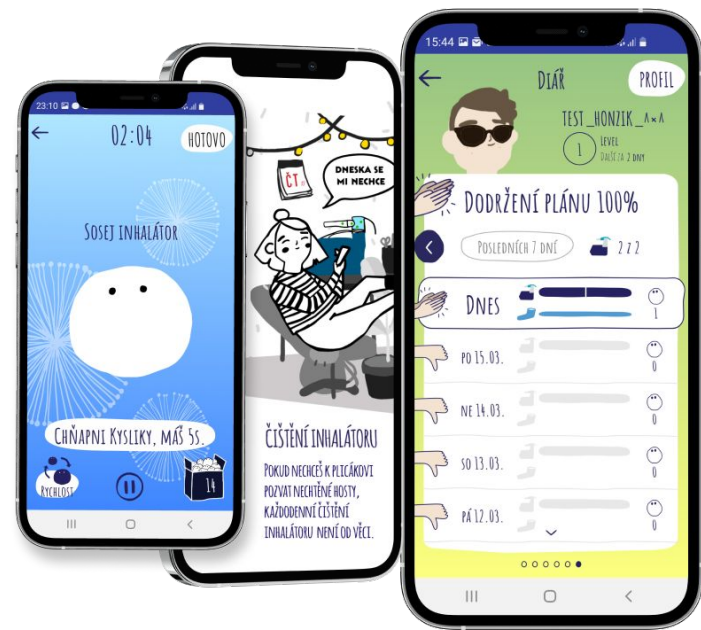 23:10
02:04
HOTOVO
SOSEJ INHALÁTOR
CHŇAPNI KYSLIKY, MÁŠ 5S.
RYCHLOST
14
ČT.
DNESKA SE
MI NECHCE
ČIŠTĚNÍ INHALÁTORU
POKUD NECHCEŠ K PLICÁKOVI
POZVAT NECHTĚNÉ HOSTY,
KAŽDODENNÍ ČIŠTĚNÍ
INHALÁTORU NENÍ OD VĚCI.
15:44
DIÁŘ
PROFIL
TEST_HONZIK_^×^
1
LEVEL
DALŠÍ ZA 2 DNY
DODRŽENÍ PLÁNU 100%
POSLEDNÍCH 7 DNÍ
2 Z 2
DNES
1
PO 15.03.
0
NE 14.03.
0
SO 13.03.
0
PÁ 12.03.
0